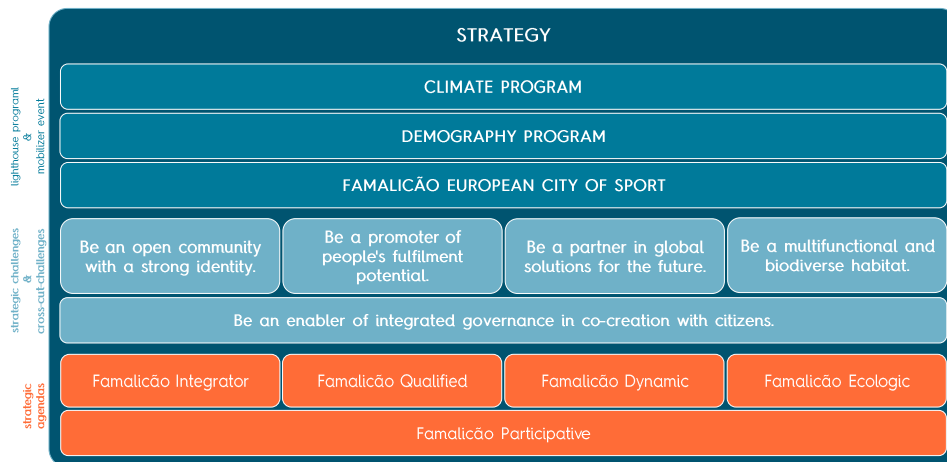 STRATEGY
lighthouse programl
&
mobilizer event
CLIMATE PROGRAM
DEMOGRAPHY PROGRAM
FAMALICÃO EUROPEAN CITY OF SPORT
strategic challenges
&
cross-cut-challenges
Be an open community
with a strong identity.
Be a promoter of
people's fulfilment
potential.
Be a partner in global
solutions for the future.
Be a multifunctional and
biodiverse habitat.
Be an enabler of integrated governance in co-creation with citizens.
strategic
agendas
Famalicão Integrator
Famalicão Qualified
Famalicão Dynamic
Famalicão Ecologic
Famalicão Participative